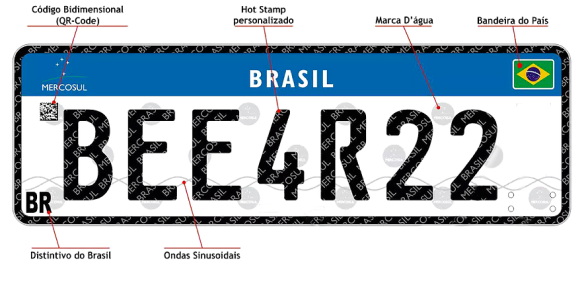 Código Bidimensional
(QR-Code)
Hot Stamp
personalizado
Marca D'água
Bandeira do País
MERCOSUL
BRASIL
BEE4R22
BR
Distintivo do Brasil
Ondas Sinusoidais